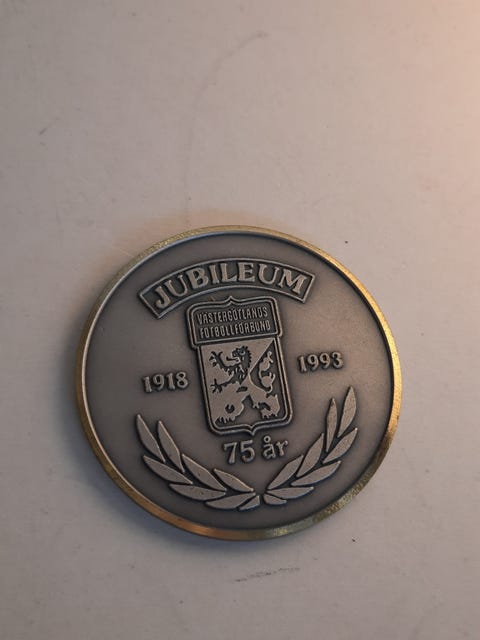 JUBILEUM
VÄSTERGÖTLANDS
FOTBOLLFÖRBUND
1918 1993
75 år